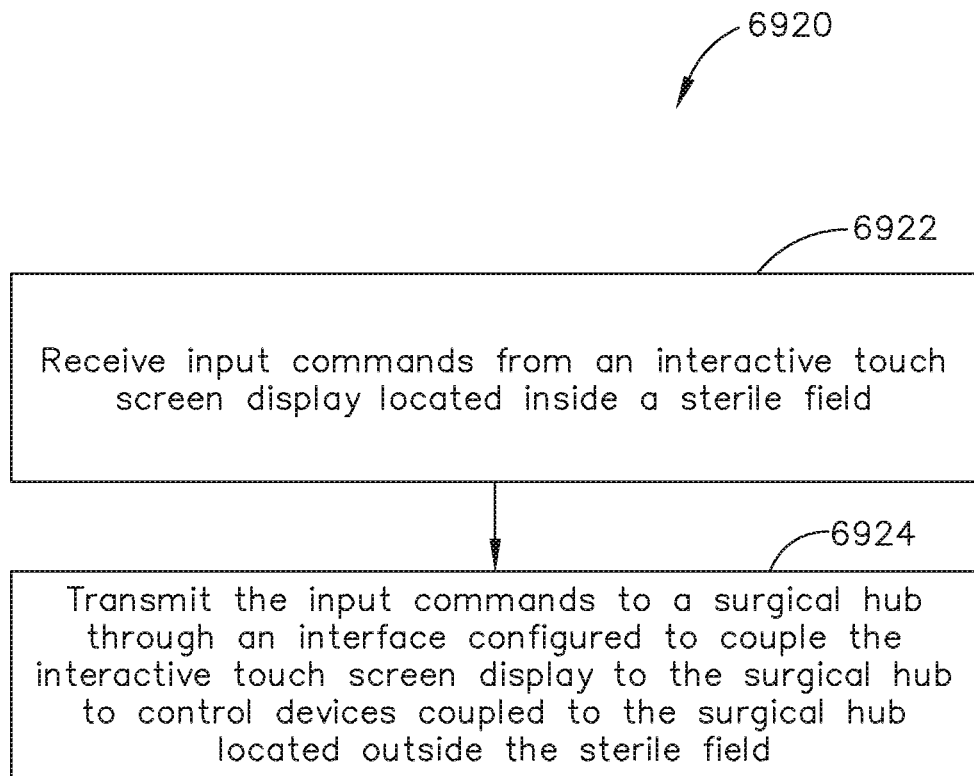 6920
6922
Receive input commands from an interactive touch
screen display located inside a sterile field
6924
Transmit the input commands to a surgical hub
through an interface configured to couple the
interactive touch screen display to the surgical hub
to control devices coupled to the surgical hub
located outside the sterile field